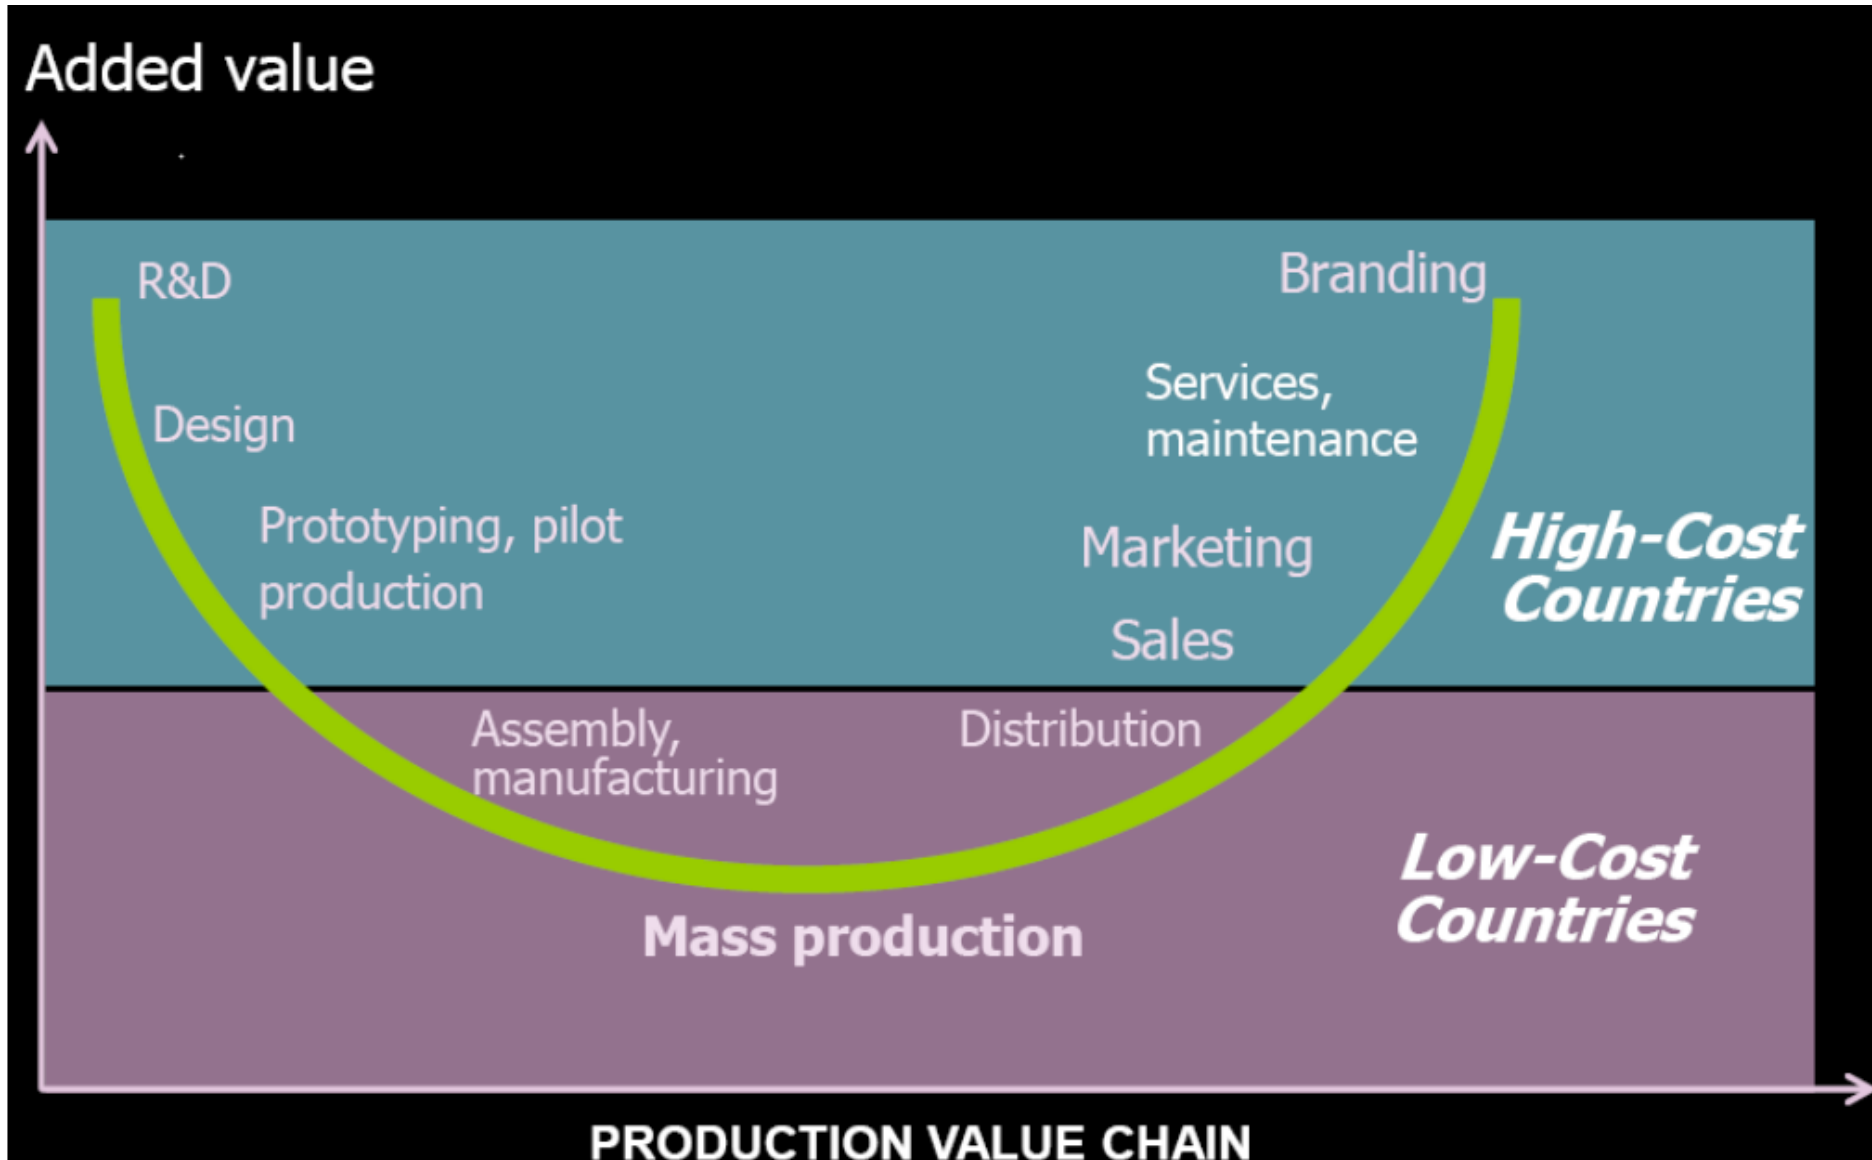 Added value
R&D
Branding
Services,
maintenance
Design
Prototyping, pilot
production
Marketing
High-Cost
Countries
Sales
Assembly,
manufacturing
Distribution
Low-Cost
Countries
Mass production
PRODUCTION VALUE CHAIN